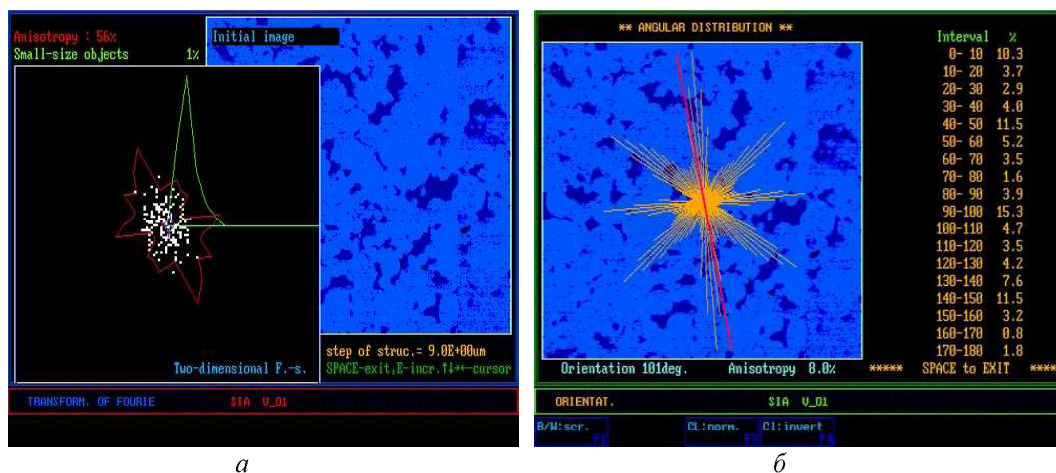 Anisotropy : 56%
Small-size objects 1%
Initial image
Two-dimensional F.-s.
step of struc.= 9.0E+00um
SPACE-exit,E-incr.↑↓→←-cursor
TRANSFORM. OF FOURIE SIA V_01
а
** ANGULAR DISTRIBUTION **
Interval %
0- 10 10.3
10- 20 3.7
20- 30 2.9
30- 40 4.0
40- 50 11.5
50- 60 5.2
60- 70 3.5
70- 80 1.6
80- 90 3.9
90-100 15.3
100-110 4.7
110-120 3.5
120-130 4.2
130-140 7.6
140-150 11.5
150-160 3.2
160-170 0.8
170-180 1.8
Orientation 101deg. Anisotropy 8.0% ***** SPACE to EXIT ****
ORIENTAT. SIA V_01
B/W:scr. F1
CL:norm. F3
Cl:invert F4
б